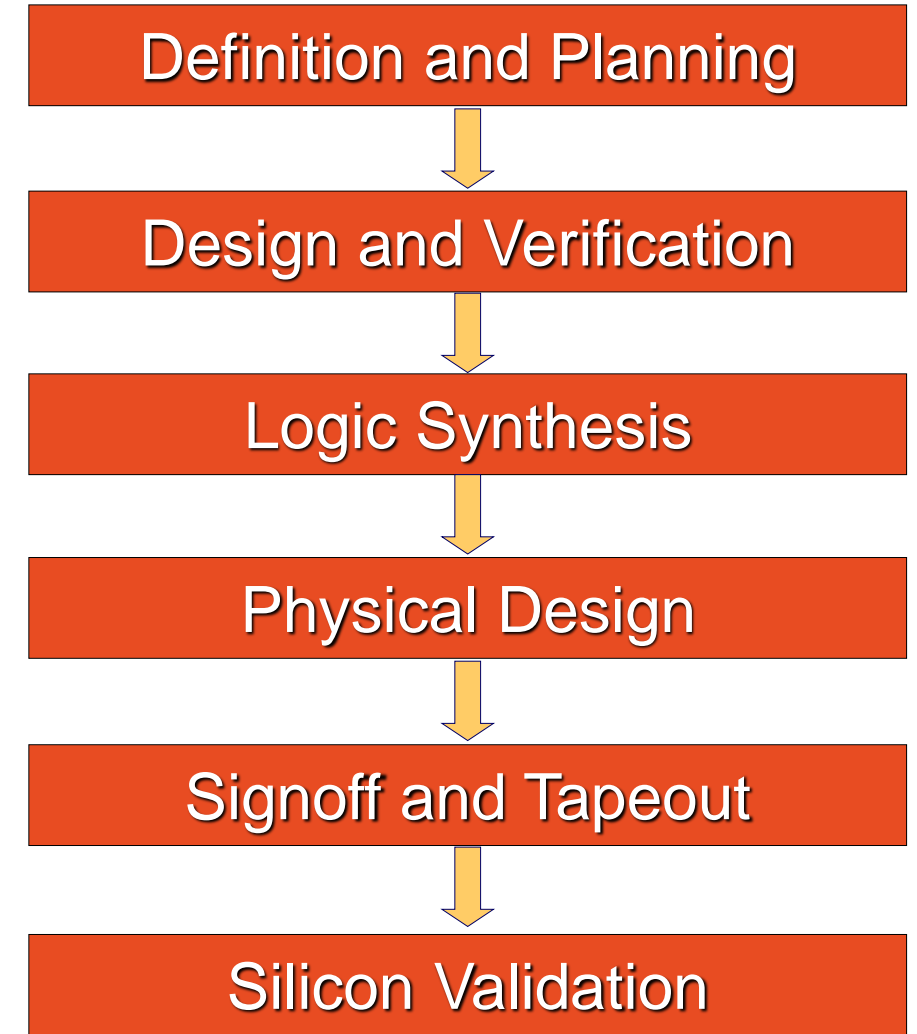 Definition and Planning
Design and Verification
Logic Synthesis
Physical Design
Signoff and Tapeout
Silicon Validation